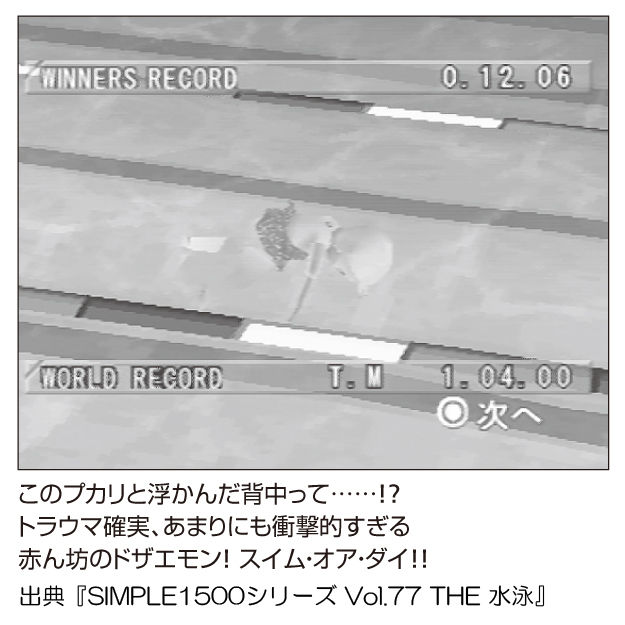 WINNERS RECORD 0.12.06
WORLD RECORD T.M 1.04.00
次へ
このプカリと浮かんだ背中って……!?
トラウマ確実、あまりにも衝撃的すぎる
赤ん坊のドザエモン! スイム・オア・ダイ!!
出典『SIMPLE1500シリーズ Vol.77 THE 水泳』